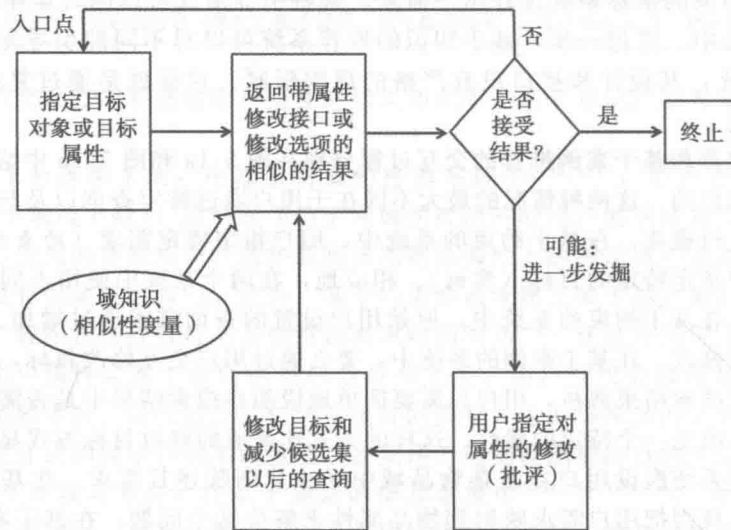 入口点
否
指定目标
对象或目标
属性
返回带属性
修改接口或
修改选项的
相似的结果
是否
接受
结果?
是
终止
可能:
进一步发掘
域知识
(相似性度量)
修改目标和
减少候选集
以后的查询
用户指定对
属性的修改
(批评)